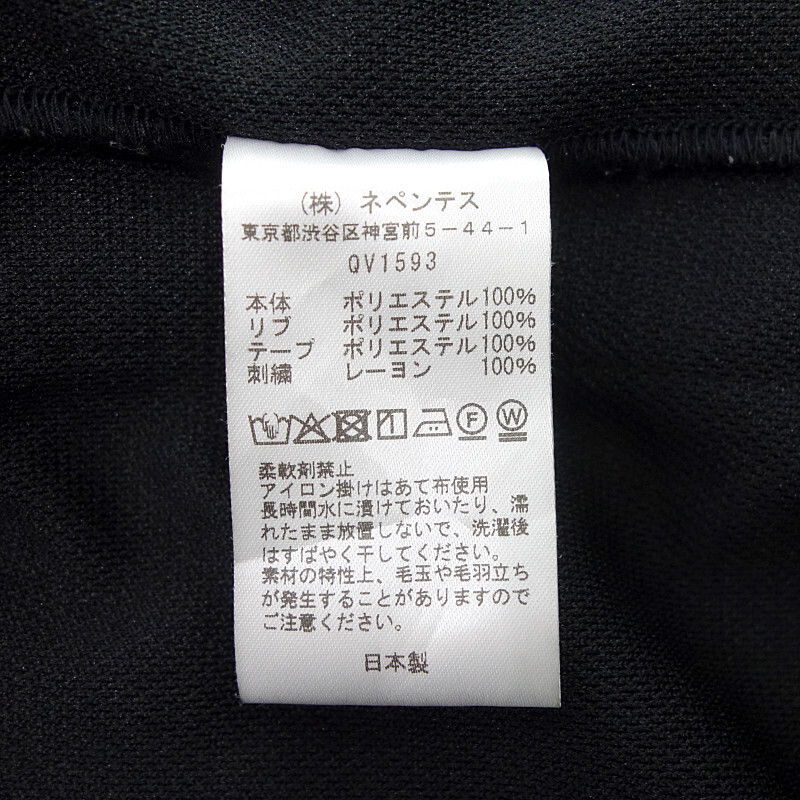 (株) ネペンテス
東京都渋谷区神宮前5-44-1
QV1593
本体 ポリエステル100%
リブ ポリエステル100%
テープ ポリエステル100%
刺繍 レーヨン 100%
F W
柔軟剤禁止
アイロン掛けはあて布使用
長時間水に漬けておいたり、濡
れたまま放置しないで、洗濯後
はすばやく干してください。
素材の特性上、毛玉や毛羽立ち
が発生することがありますので
ご注意ください。
日本製